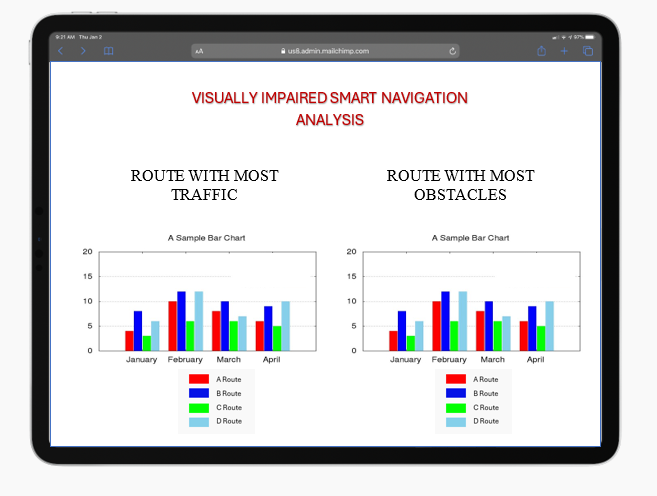 9:21 AM Thu Jan 2
97%
AA
us8.admin.mailchimp.com
VISUALLY IMPAIRED SMART NAVIGATION
ANALYSIS
ROUTE WITH MOST
TRAFFIC
A Sample Bar Chart
20
15
10
5
0
January February March April
A Route
B Route
C Route
D Route
ROUTE WITH MOST
OBSTACLES
A Sample Bar Chart
20
15
10
5
0
January February March April
A Route
B Route
C Route
D Route